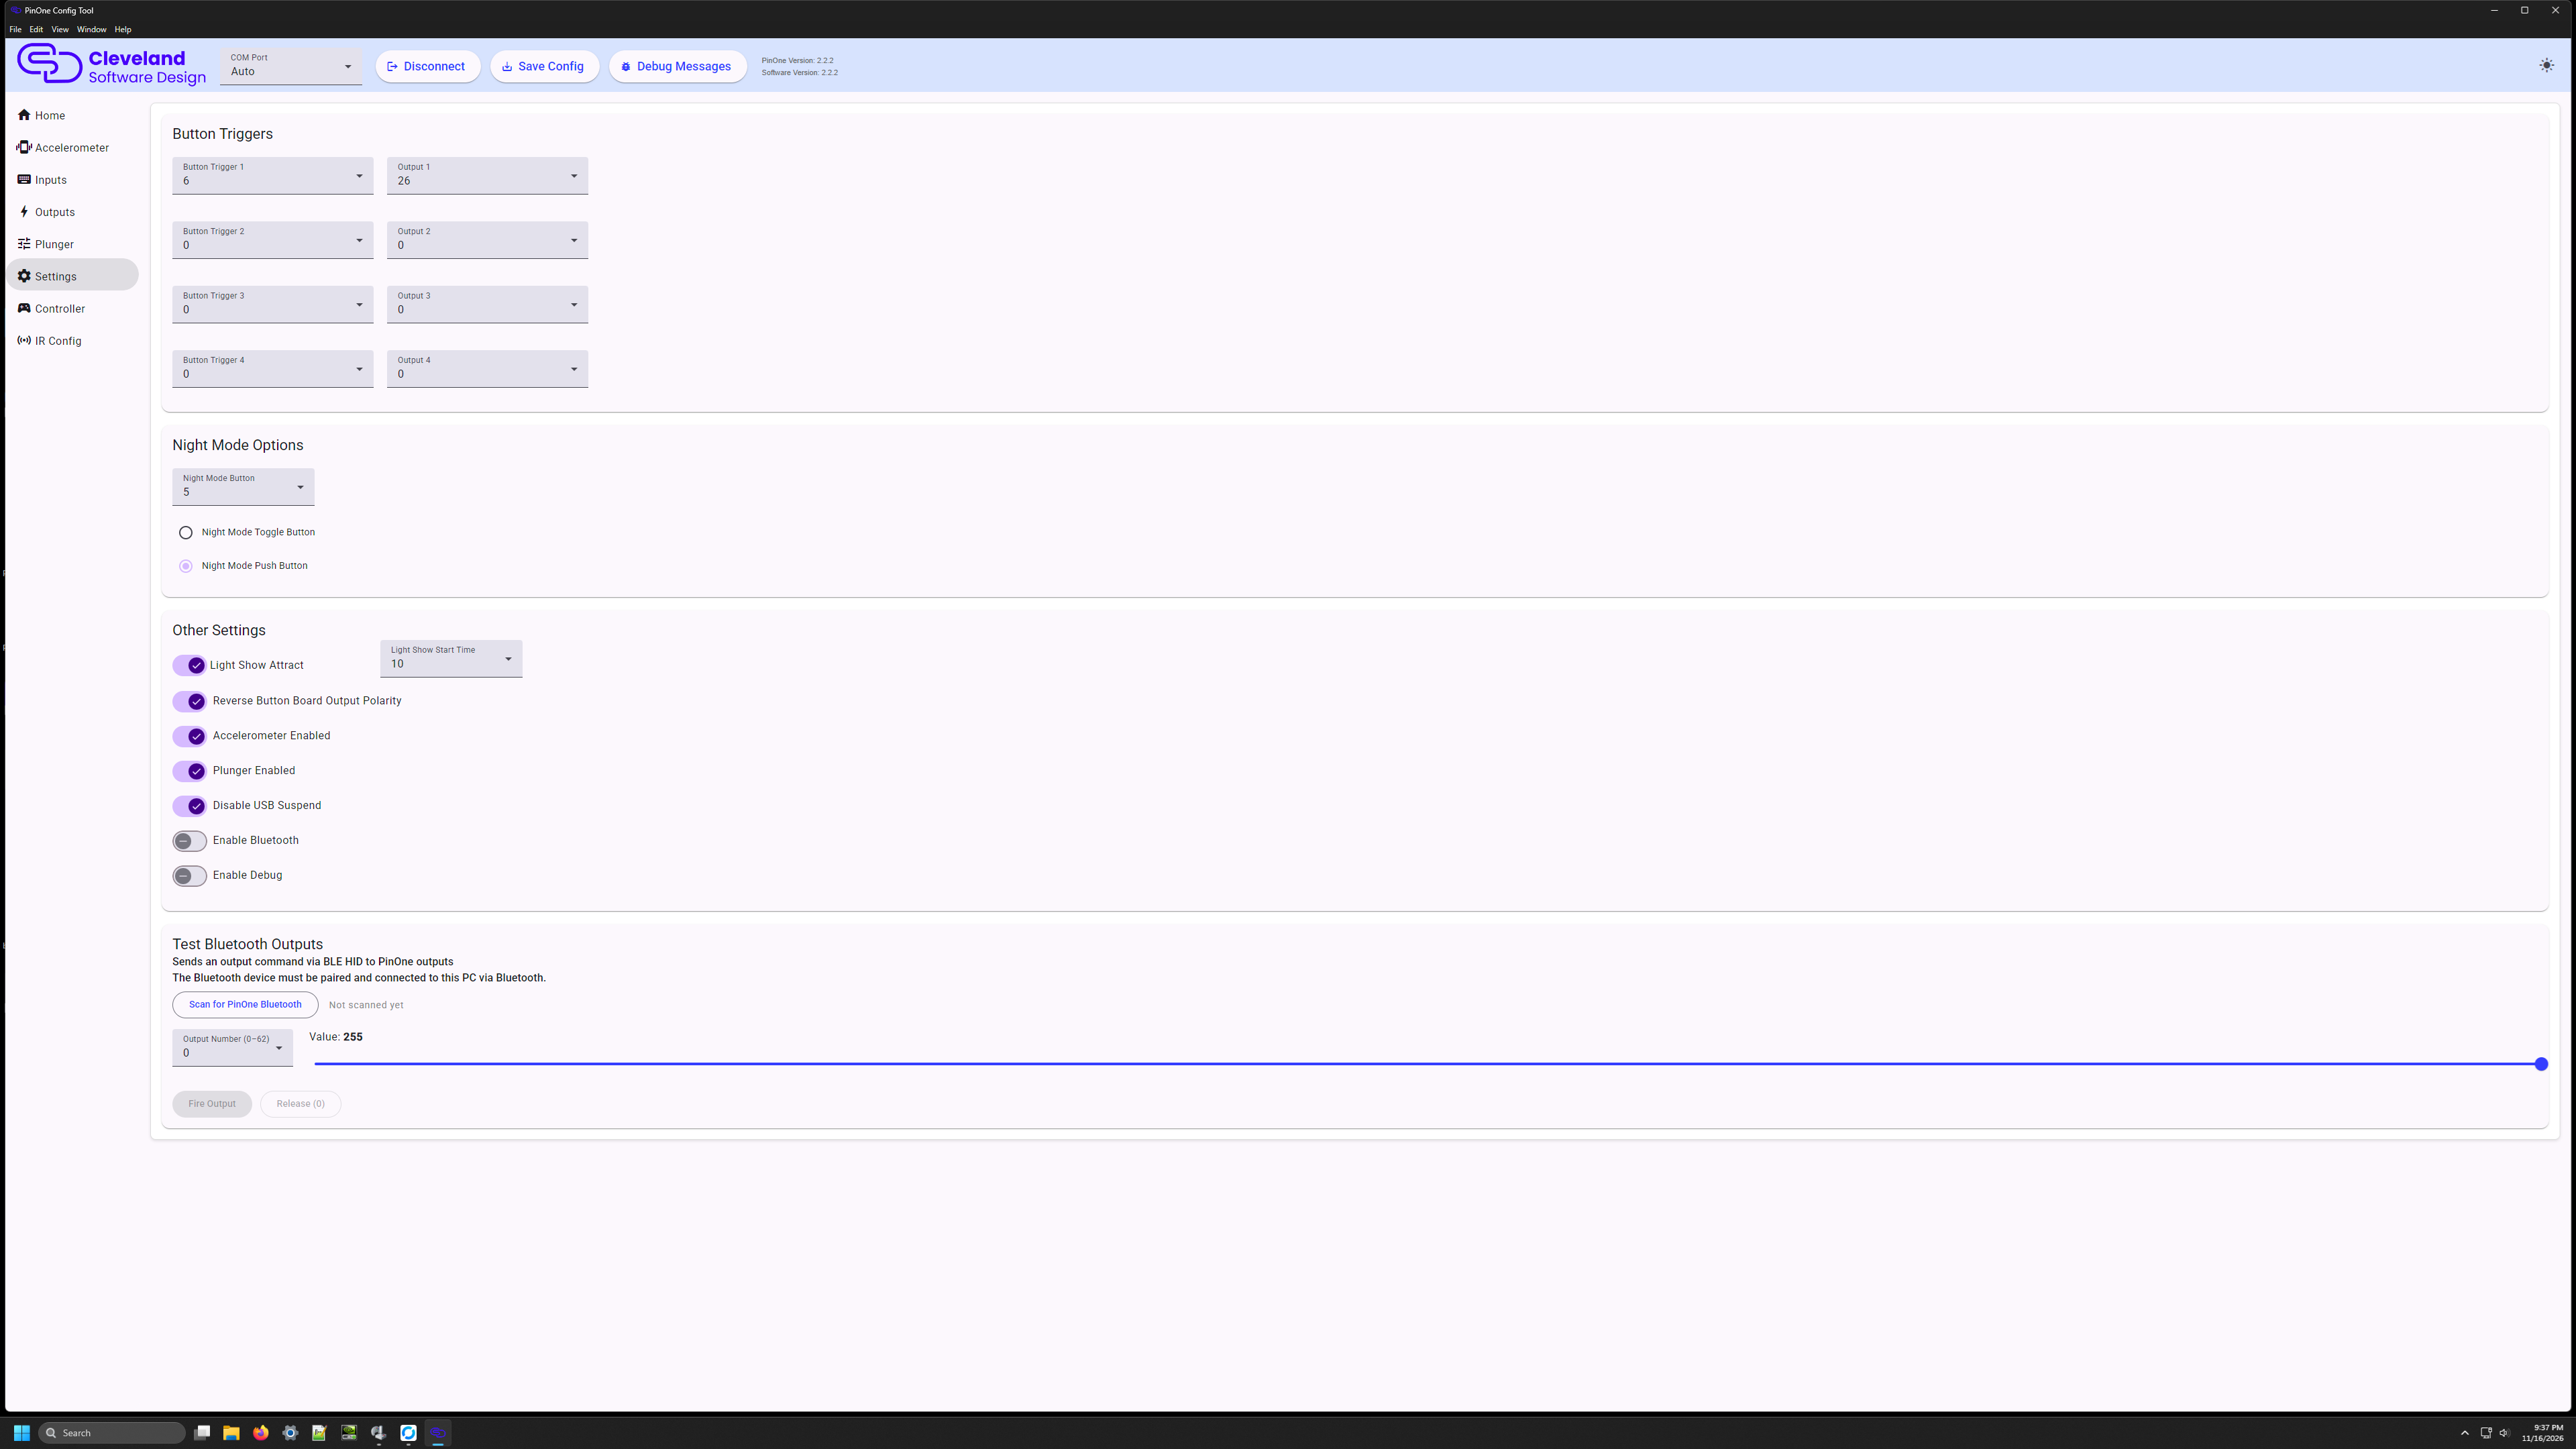 PinOne Config Tool
File Edit View Window Help
Cleveland
Software Design
COM Port
Auto
Disconnect
Save Config
Debug Messages
PinOne Version: 2.2.2
Software Version: 2.2.2
Home
Accelerometer
Inputs
Outputs
Plunger
Settings
Controller
IR Config
Button Triggers
Button Trigger 1
6
Output 1
26
Button Trigger 2
0
Output 2
0
Button Trigger 3
0
Output 3
0
Button Trigger 4
0
Output 4
0
Night Mode Options
Night Mode Button
5
Night Mode Toggle Button
Night Mode Push Button
Other Settings
Light Show Attract
Light Show Start Time
10
Reverse Button Board Output Polarity
Accelerometer Enabled
Plunger Enabled
Disable USB Suspend
Enable Bluetooth
Enable Debug
Test Bluetooth Outputs
Sends an output command via BLE HID to PinOne outputs
The Bluetooth device must be paired and connected to this PC via Bluetooth.
Scan for PinOne Bluetooth
Not scanned yet
Output Number (0–62)
0
Value: 255
Fire Output
Release (0)
Search
9:37 PM
11/16/2026